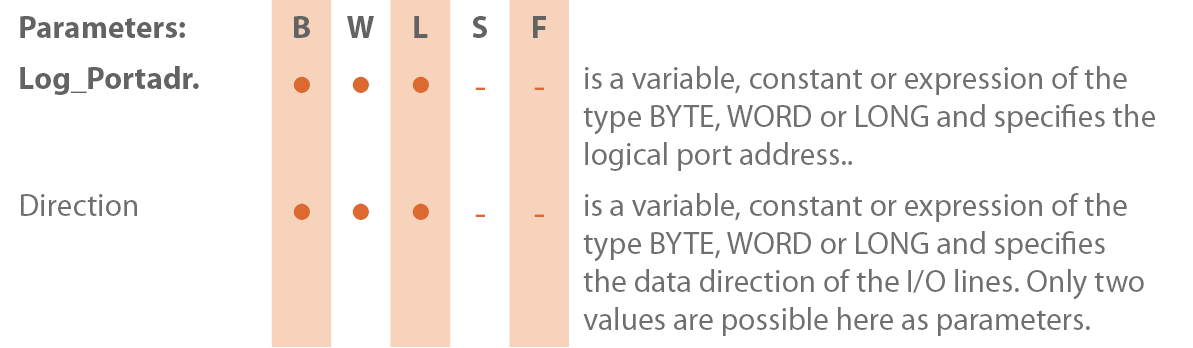 Parameters: B W L S F
Log_Portadr. ● ● ● - - is a variable, constant or expression of the
type BYTE, WORD or LONG and specifies the
logical port address..
Direction ● ● ● - - is a variable, constant or expression of the
type BYTE, WORD or LONG and specifies
the data direction of the I/O lines. Only two
values are possible here as parameters.